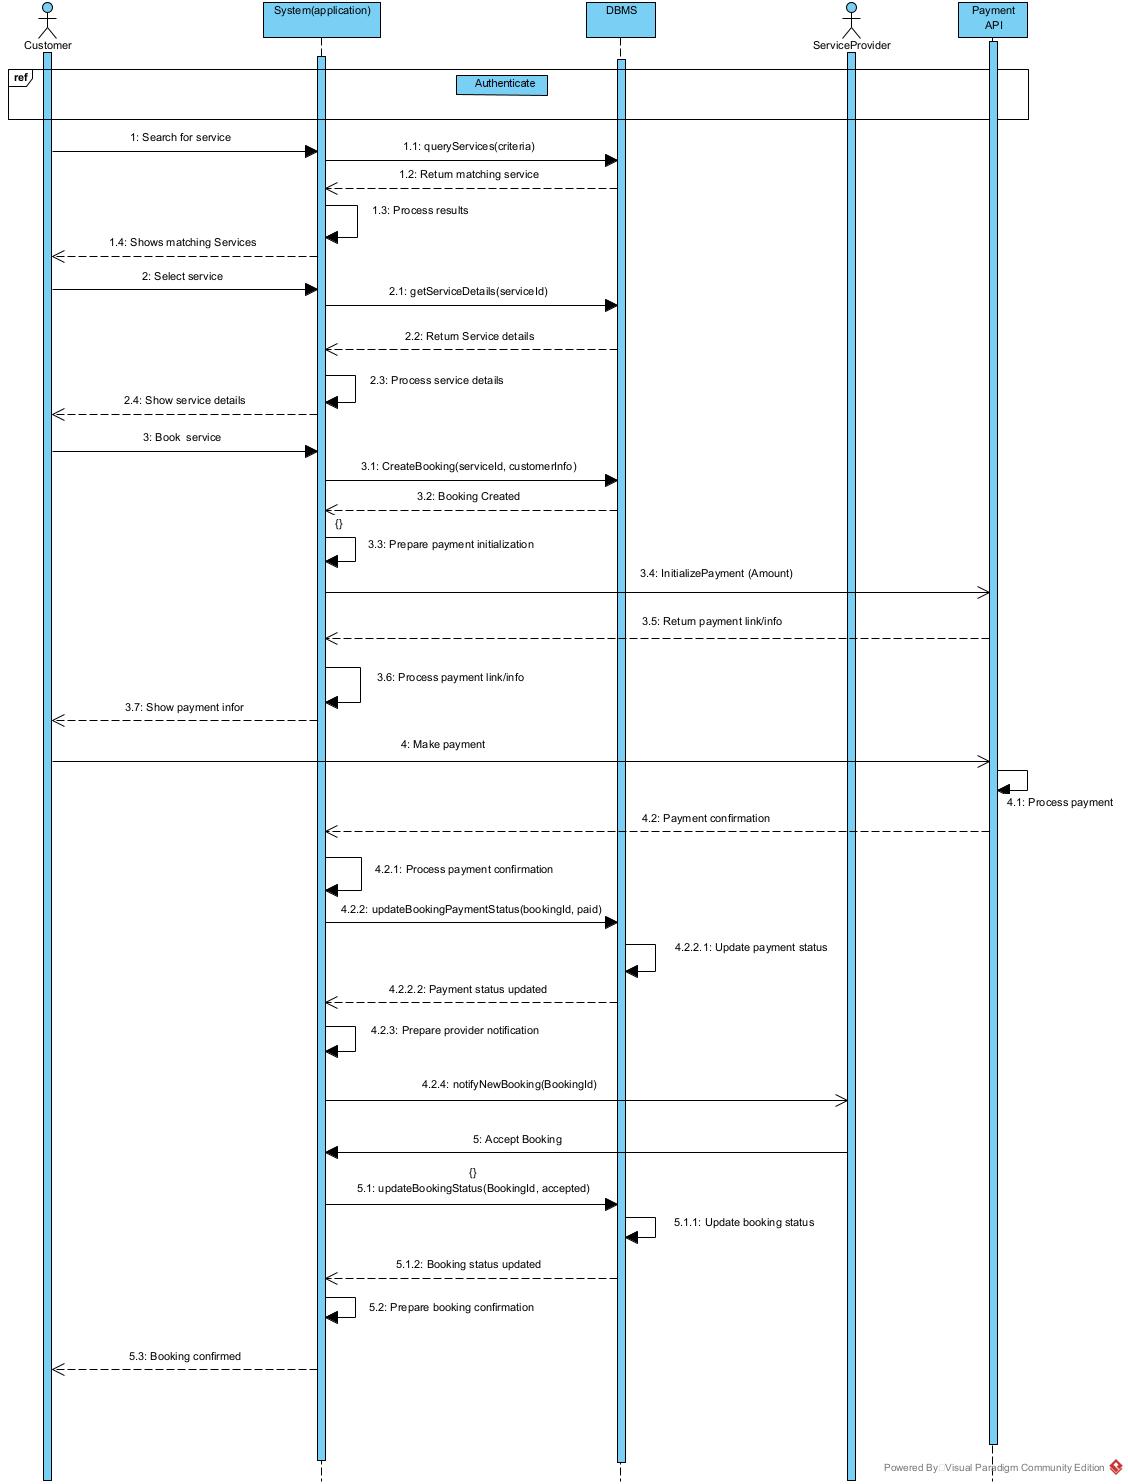 Customer
System(application)
DBMS
ServiceProvider
Payment
API
ref
Authenticate
1: Search for service
1.1: queryServices(criteria)
1.2: Return matching service
1.3: Process results
1.4: Shows matching Services
2: Select service
2.1: getServiceDetails(serviceId)
2.2: Return Service details
2.3: Process service details
2.4: Show service details
3: Book  service
3.1: CreateBooking(serviceId, customerInfo)
3.2: Booking Created
{}
3.3: Prepare payment initialization
3.4: InitializePayment (Amount)
3.5: Return payment link/info
3.6: Process payment link/info
3.7: Show payment infor
4: Make payment
4.1: Process payment
4.2: Payment confirmation
4.2.1: Process payment confirmation
4.2.2: updateBookingPaymentStatus(bookingId, paid)
4.2.2.1: Update payment status
4.2.2.2: Payment status updated
4.2.3: Prepare provider notification
4.2.4: notifyNewBooking(BookingId)
5: Accept Booking
{}
5.1: updateBookingStatus(BookingId, accepted)
5.1.1: Update booking status
5.1.2: Booking status updated
5.2: Prepare booking confirmation
5.3: Booking confirmed
Powered By Visual Paradigm Community Edition